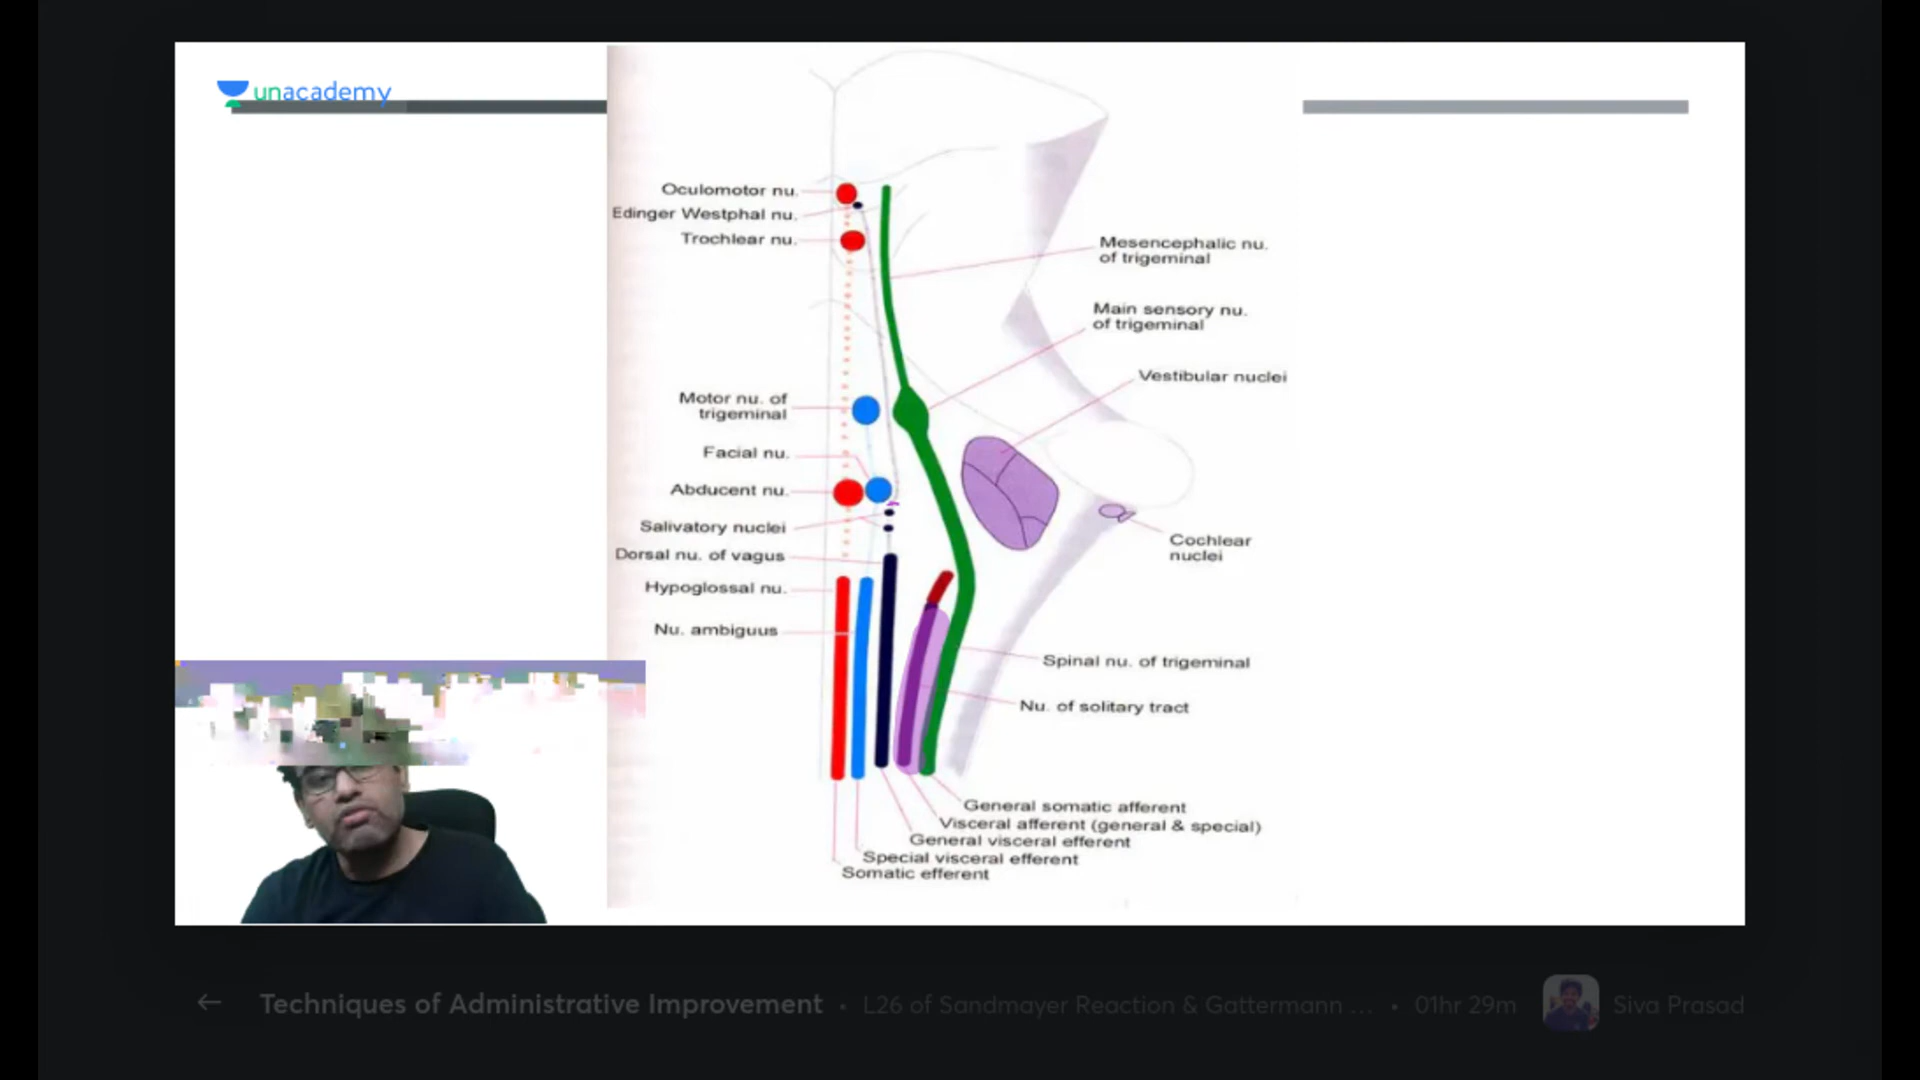 unacademy
Oculomotor nu.
Edinger Westphal nu.
Trochlear nu.
Mesencephalic nu.
of trigeminal
Main sensory nu.
of trigeminal
Vestibular nuclei
Motor nu. of
trigeminal
Facial nu.
Abducent nu.
Salivatory nuclei
Dorsal nu. of vagus
Hypoglossal nu.
Nu. ambiguus
Cochlear
nuclei
Spinal nu. of trigeminal
Nu. of solitary tract
General somatic afferent
Visceral afferent (general & special)
General visceral efferent
Special visceral efferent
Somatic efferent
Techniques of Administrative Improvement • L26 of Sandmayer Reaction & Gattermann ... • 01hr 29m Siva Prasad